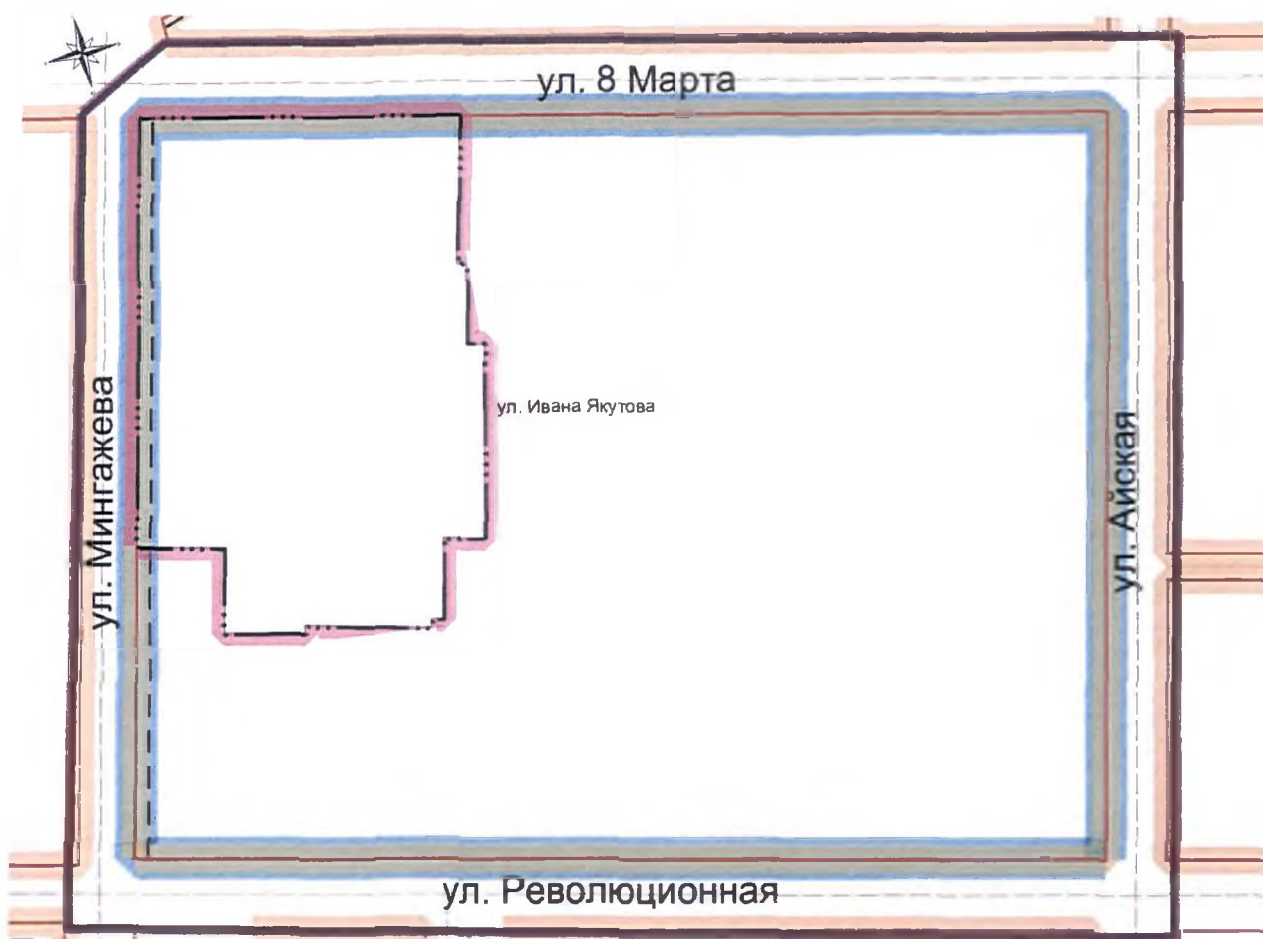 ул. 8 Марта
ул. Ивана Якутова
ул. Мингажева
ул. Айская
ул. Революционная